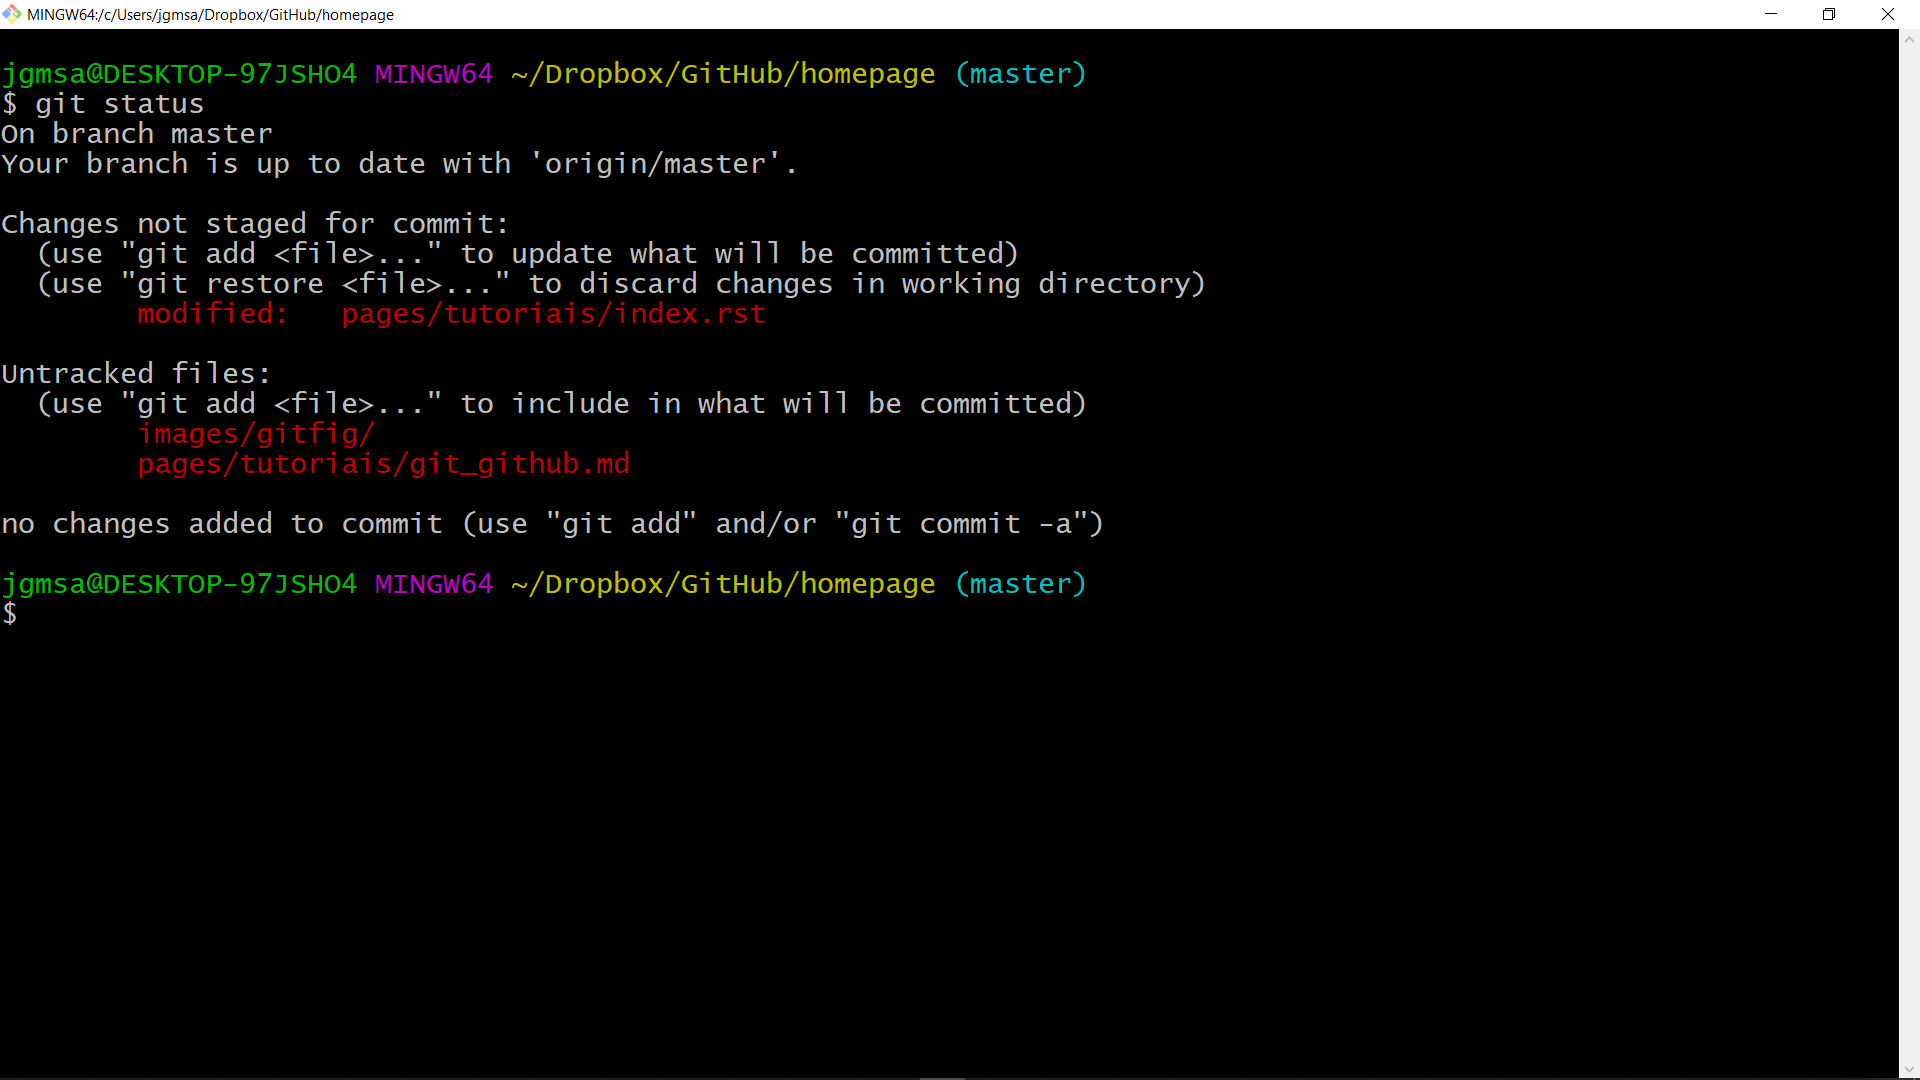 MINGW64:/c/Users/jgmsa/Dropbox/GitHub/homepage
jgmsa@DESKTOP-97JSHO4 MINGW64 ~/Dropbox/GitHub/homepage (master)
$ git status
On branch master
Your branch is up to date with 'origin/master'.
Changes not staged for commit:
  (use "git add <file>..." to update what will be committed)
  (use "git restore <file>..." to discard changes in working directory)
        modified:   pages/tutoriais/index.rst
Untracked files:
  (use "git add <file>..." to include in what will be committed)
        images/gitfig/
        pages/tutoriais/git_github.md
no changes added to commit (use "git add" and/or "git commit -a")
jgmsa@DESKTOP-97JSHO4 MINGW64 ~/Dropbox/GitHub/homepage (master)
$